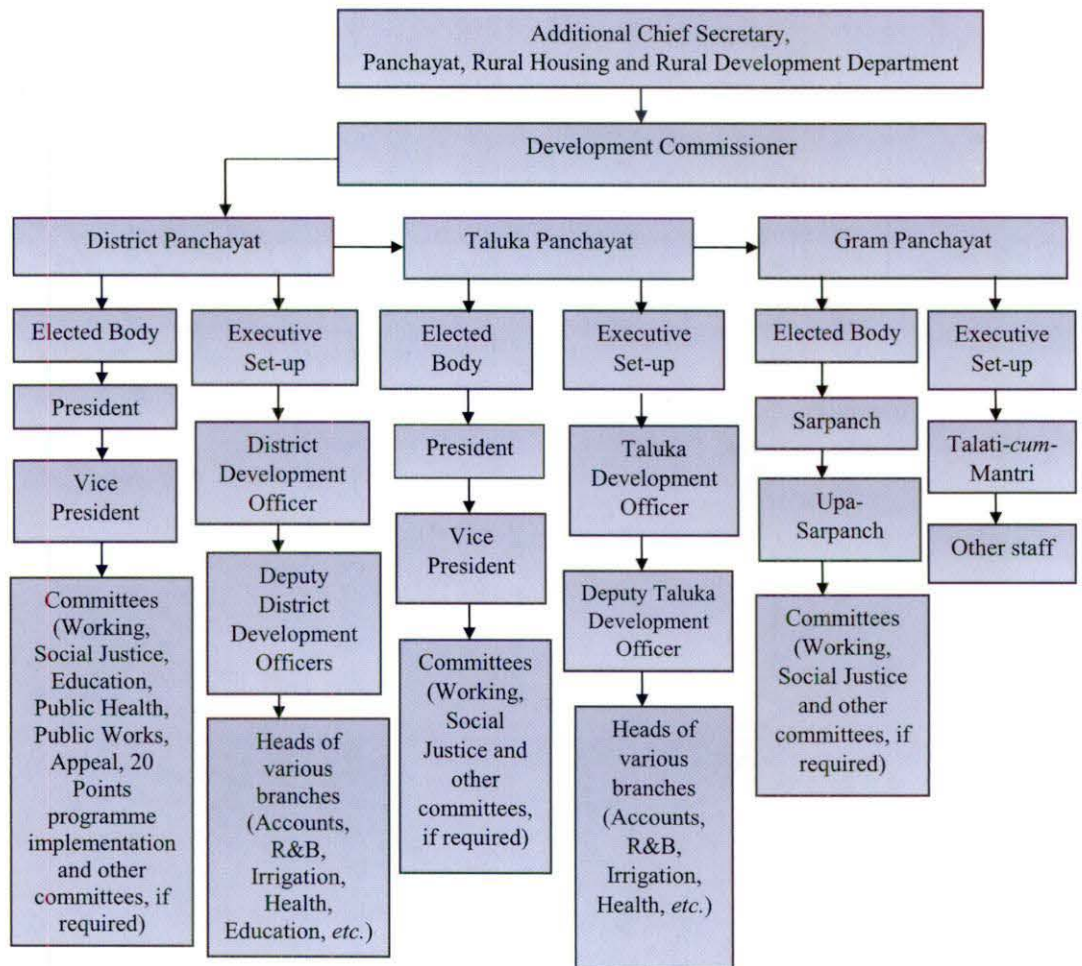 Additional Chief Secretary,
Panchayat, Rural Housing and Rural Development Department
Development Commissioner
District Panchayat
Taluka Panchayat
Gram Panchayat
Elected Body
President
Vice
President
Committees
(Working,
Social Justice,
Education,
Public Health,
Public Works,
Appeal, 20
Points
programme
implementation
and other
committees, if
required)
Executive
Set-up
District
Development
Officer
Deputy
District
Development
Officers
Heads of
various
branches
(Accounts,
R&B,
Irrigation,
Health,
Education, etc.)
Elected
Body
President
Vice
President
Committees
(Working,
Social
Justice and
other
committees,
if required)
Executive
Set-up
Taluka
Development
Officer
Deputy Taluka
Development
Officer
Heads of
various
branches
(Accounts,
R&B,
Irrigation,
Health, etc.)
Elected Body
Sarpanch
Upa-
Sarpanch
Committees
(Working,
Social Justice
and other
committees, if
required)
Executive
Set-up
Talati-cum-
Mantri
Other staff